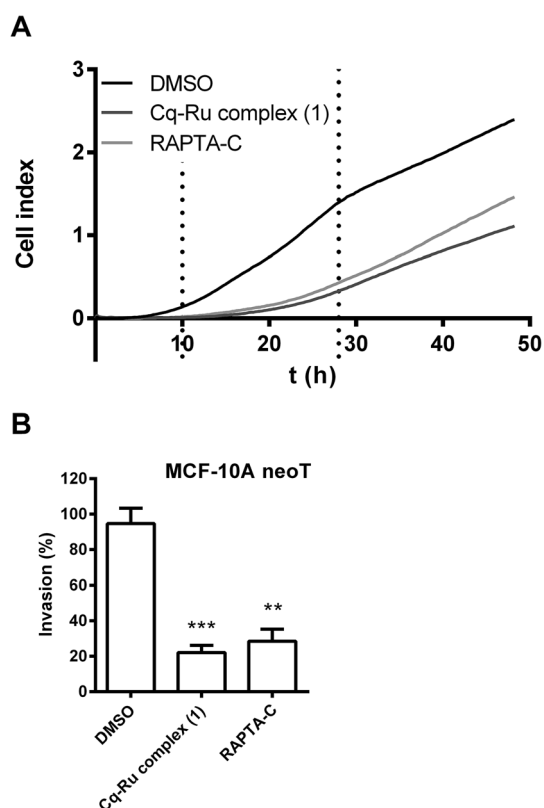 A
3
2
1
0
Cell index
DMSO
Cq-Ru complex (1)
RAPTA-C
10 20 30 40 50
t (h)
B
MCF-10A neoT
120
100
80
60
40
20
0
Invasion (%)
***
**
DMSO
Cq-Ru complex (1)
RAPTA-C